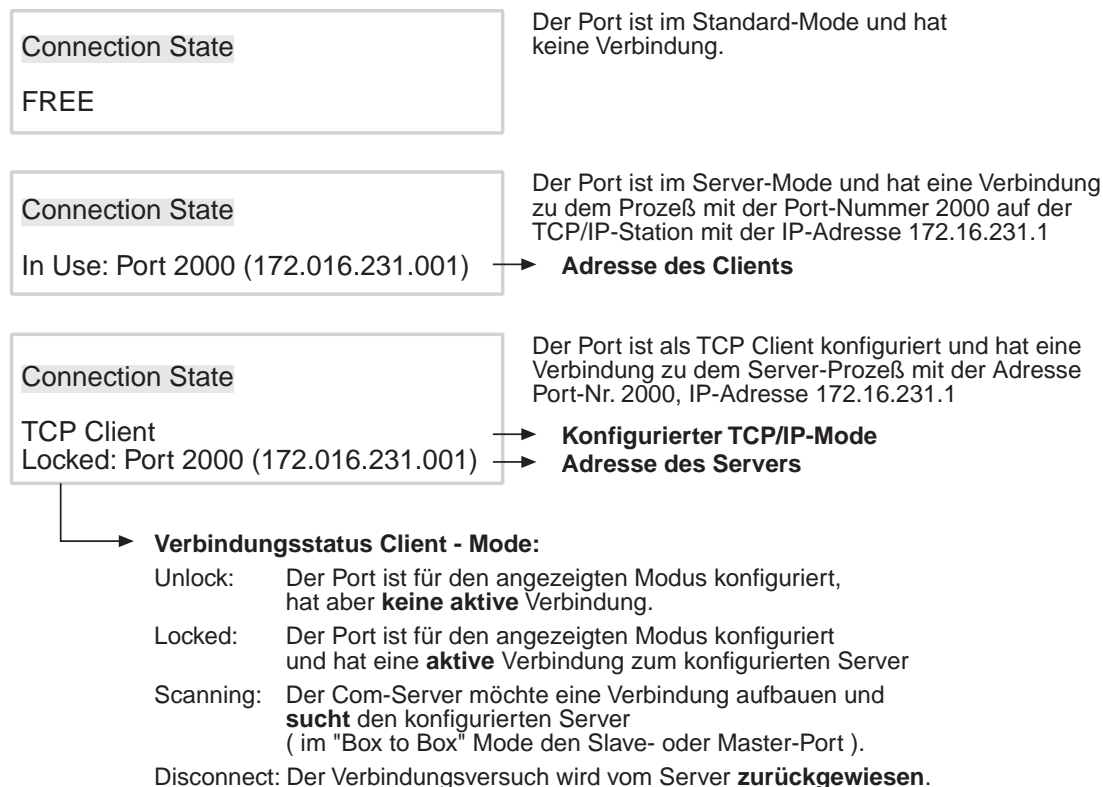 Connection State
FREE
Der Port ist im Standard-Mode und hat
keine Verbindung.
Connection State
In Use: Port 2000 (172.016.231.001)
Der Port ist im Server-Mode und hat eine Verbindung
zu dem Prozeß mit der Port-Nummer 2000 auf der
TCP/IP-Station mit der IP-Adresse 172.16.231.1
Adresse des Clients
Connection State
TCP Client
Locked: Port 2000 (172.016.231.001)
Der Port ist als TCP Client konfiguriert und hat eine
Verbindung zu dem Server-Prozeß mit der Adresse
Port-Nr. 2000, IP-Adresse 172.16.231.1
Konfigurierter TCP/IP-Mode
Adresse des Servers
Verbindungsstatus Client - Mode:
Unlock: Der Port ist für den angezeigten Modus konfiguriert,
hat aber keine aktive Verbindung.
Locked: Der Port ist für den angezeigten Modus konfiguriert
und hat eine aktive Verbindung zum konfigurierten Server
Scanning: Der Com-Server möchte eine Verbindung aufbauen und
sucht den konfigurierten Server
( im "Box to Box" Mode den Slave- oder Master-Port ).
Disconnect: Der Verbindungsversuch wird vom Server zurückgewiesen.